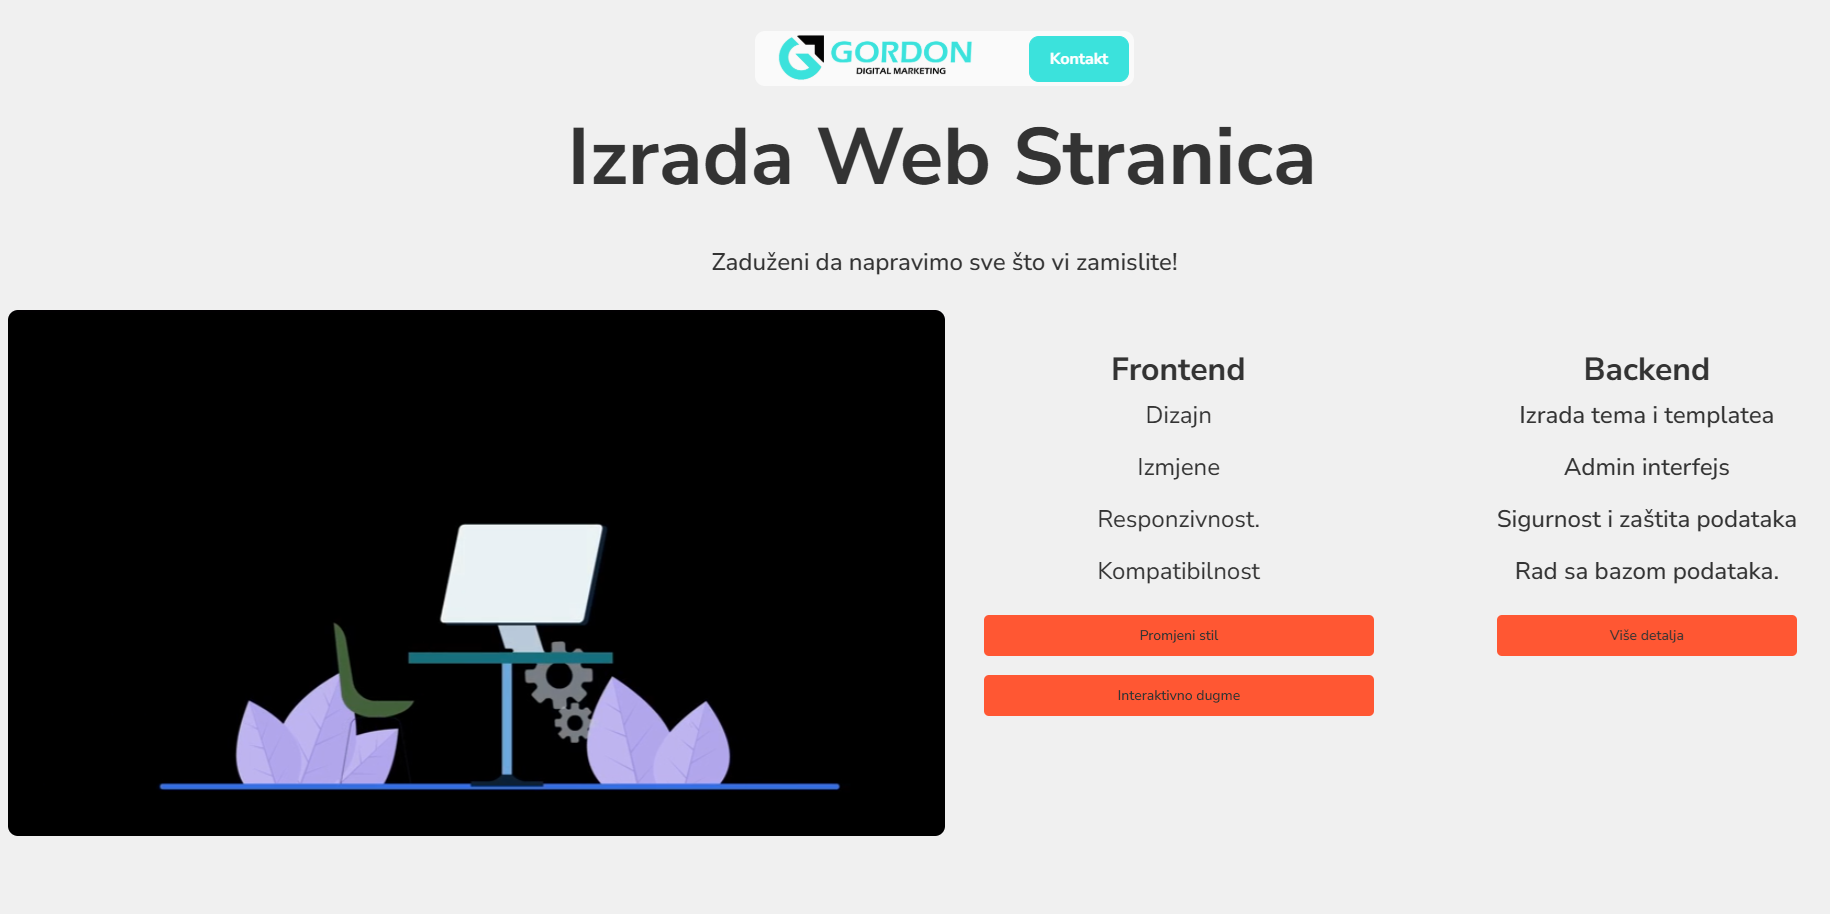 GORDON
DIGITAL MARKETING
Kontakt
Izrada Web Stranica
Zaduženi da napravimo sve što vi zamislite!
Frontend
Dizajn
Izmjene
Responzivnost.
Kompatibilnost
Promjeni stil
Interaktivno dugme
Backend
Izrada tema i templatea
Admin interfejs
Sigurnost i zaštita podataka
Rad sa bazom podataka.
Više detalja